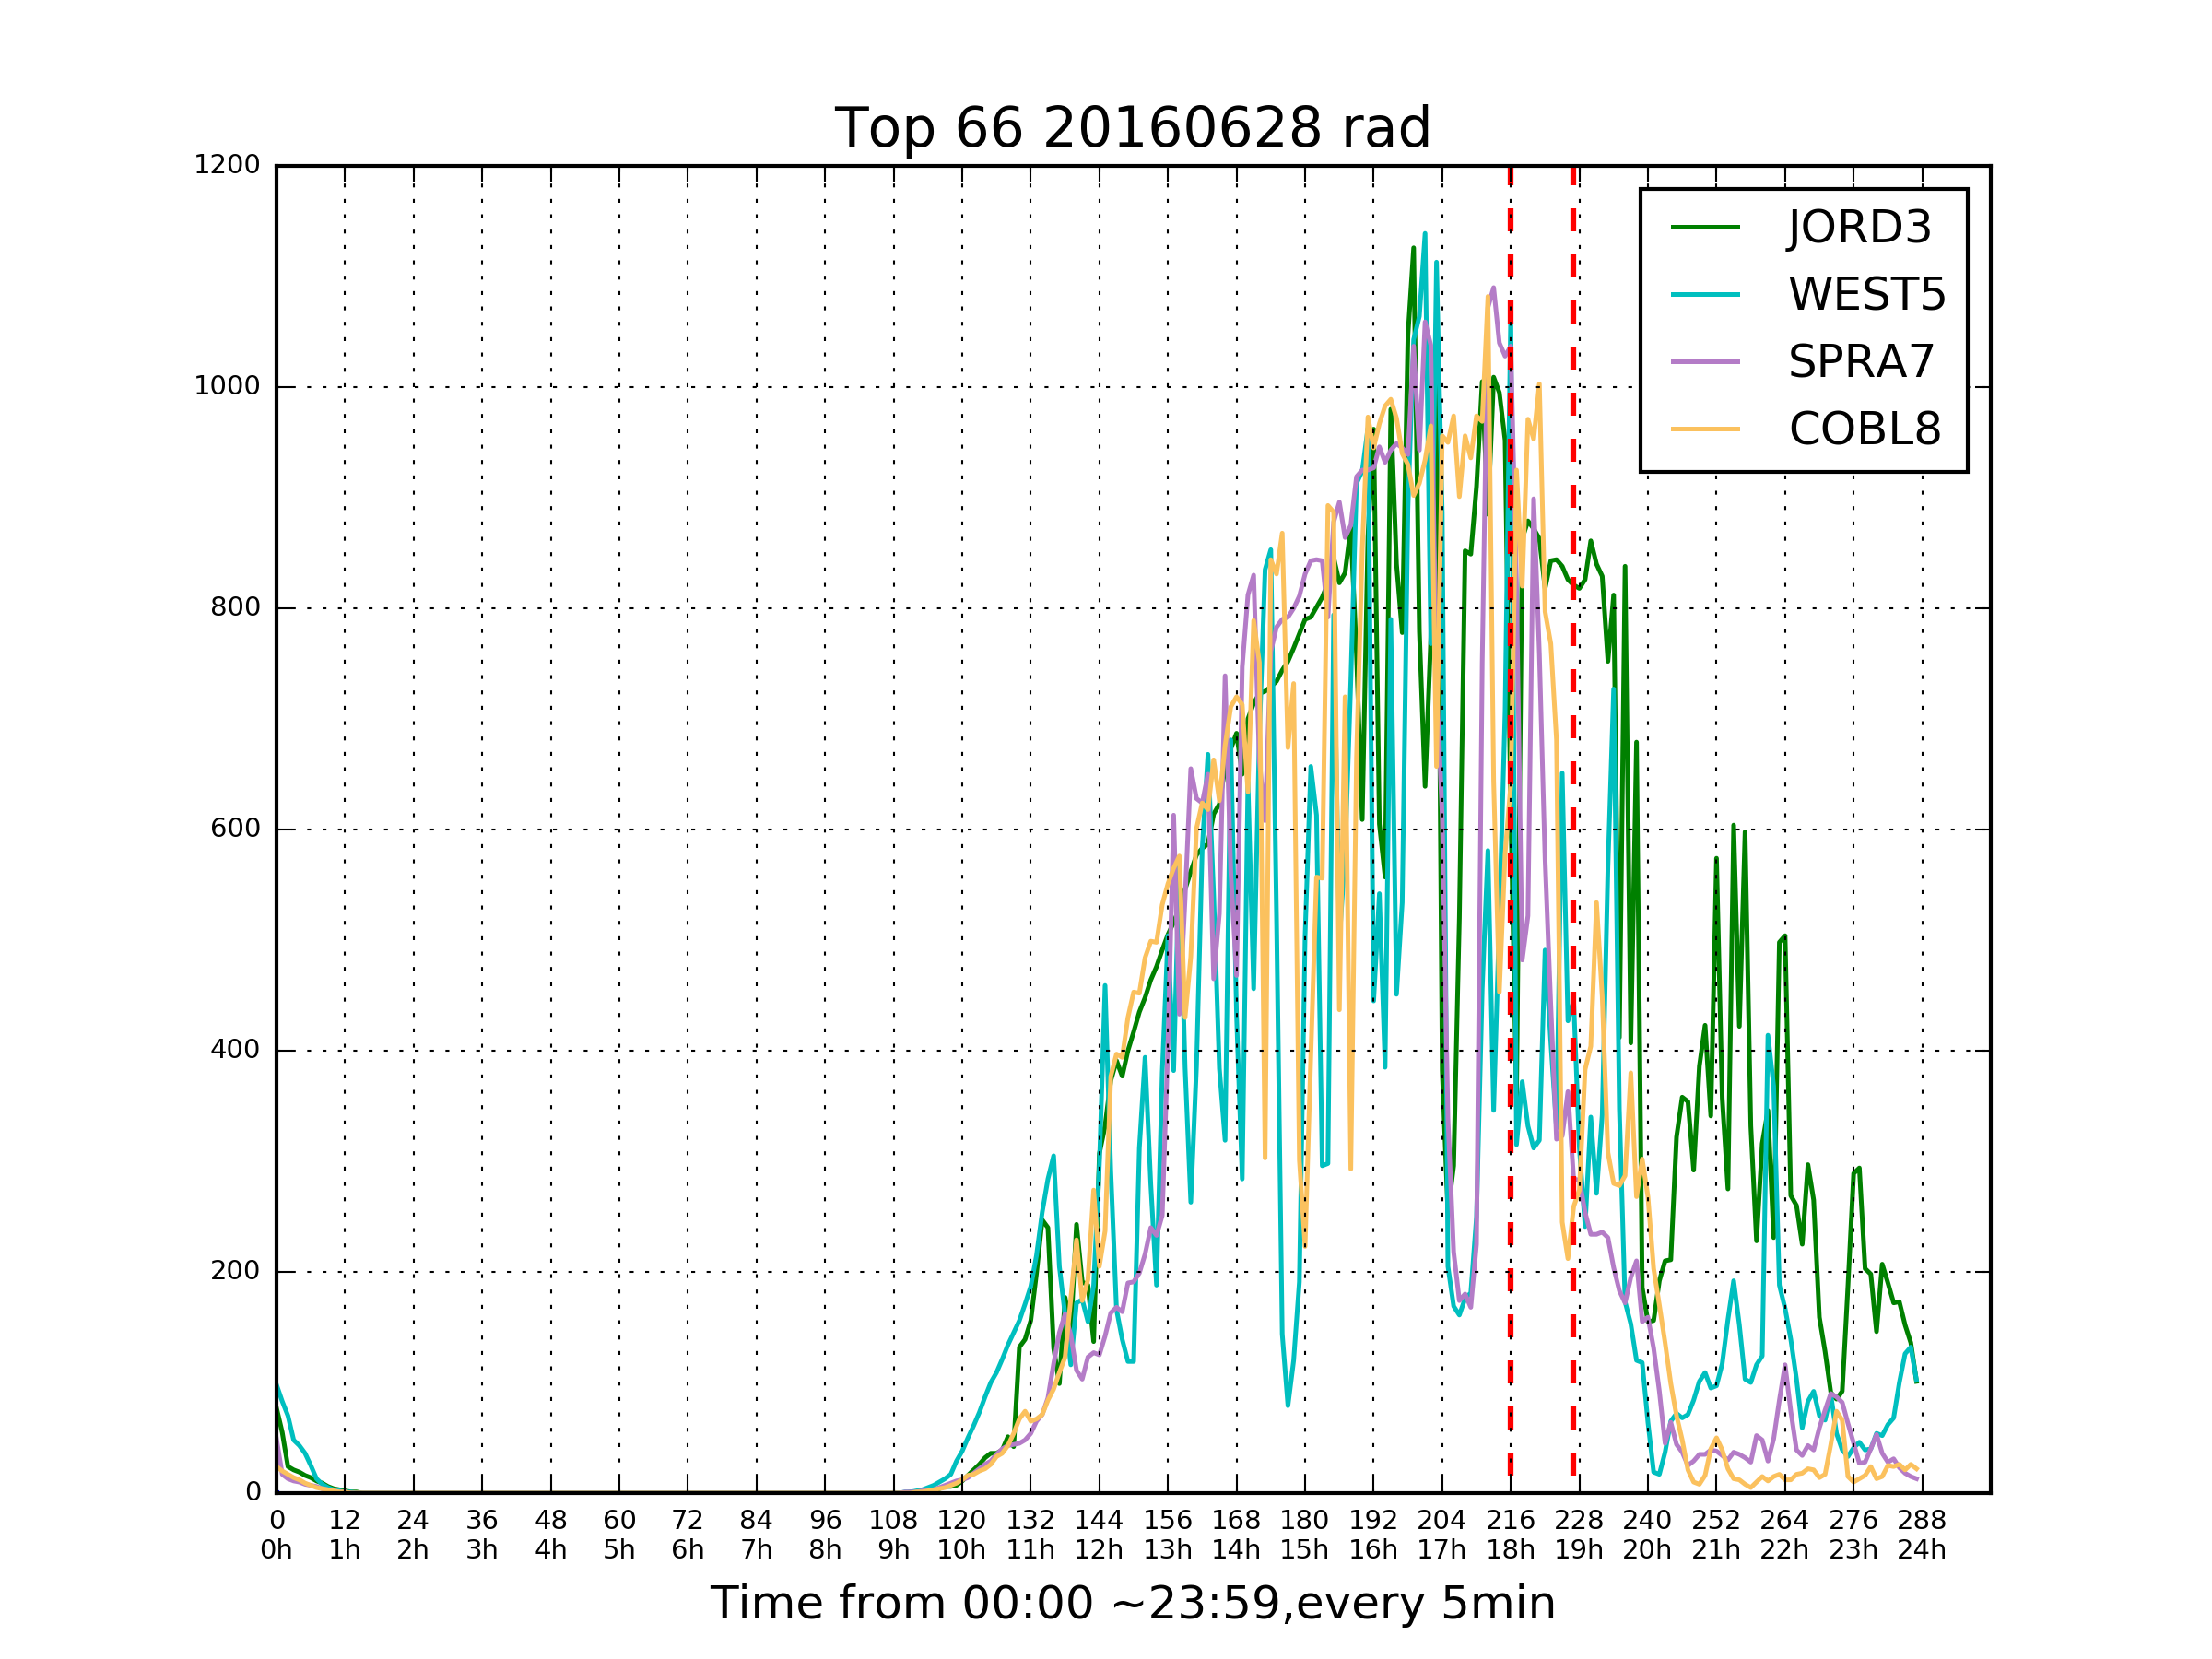 Top 66 20160628 rad
1200
1000
800
600
400
200
0
JORD3
WEST5
SPRA7
COBL8
0 12 24 36 48 60 72 84 96 108 120 132 144 156 168 180 192 204 216 228 240 252 264 276 288
0h 1h 2h 3h 4h 5h 6h 7h 8h 9h 10h 11h 12h 13h 14h 15h 16h 17h 18h 19h 20h 21h 22h 23h 24h
Time from 00:00 ~23:59,every 5min